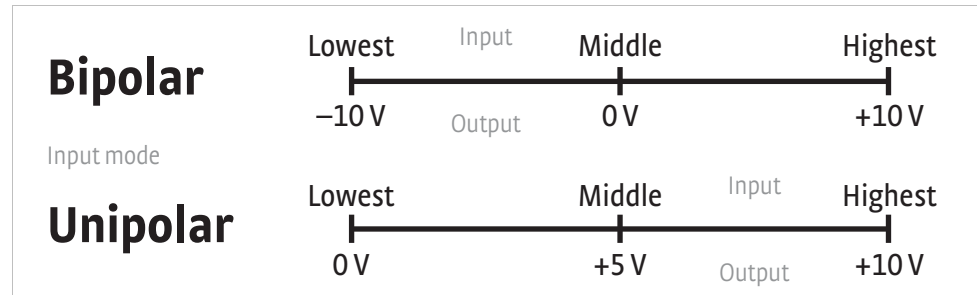 Bipolar
Lowest Input Middle Highest
–10 V Output 0 V +10 V
Input mode
Unipolar
Lowest Middle Input Highest
0 V +5 V Output +10 V